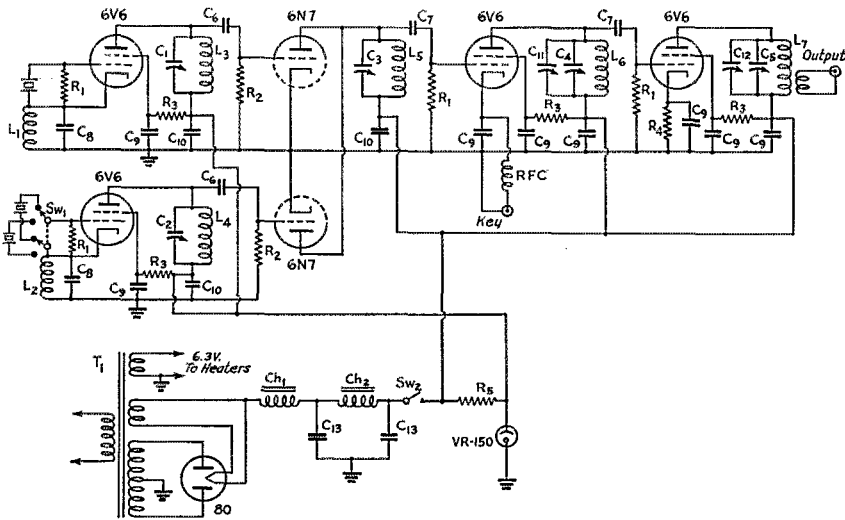 6V6
C6
6N7
C7
6V6
C7
6V6
L7
Output
C1
L3
C3
L5
C11
C4
L6
C12
C5
R1
R3
R2
R1
R3
R1
R3
L1
C8
C9
C10
C10
C9
C9
C9
R4
C9
C9
C9
RFC
Key
6V6
C6
Sw1
C2
L4
R1
R3
R2
6N7
L2
C8
C9
C10
T1
6.3V.
To Heaters
Ch1
Ch2
Sw2
R5
C13
C13
VR-150
80